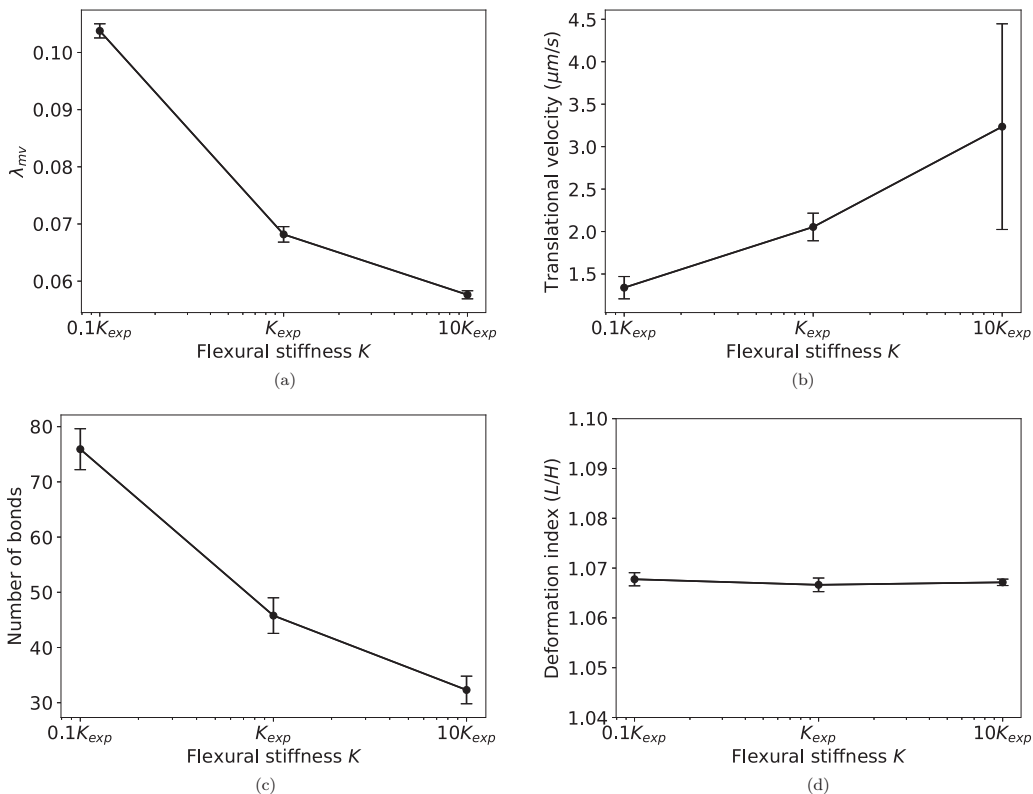 0.10
0.09
0.08
0.07
0.06
λmv
0.1Kexp
Kexp
10Kexp
Flexural stiffness K
(a)
4.5
4.0
3.5
3.0
2.5
2.0
1.5
Translational velocity (μm/s)
0.1Kexp
Kexp
10Kexp
Flexural stiffness K
(b)
80
70
60
50
40
30
Number of bonds
0.1Kexp
Kexp
10Kexp
Flexural stiffness K
(c)
1.10
1.09
1.08
1.07
1.06
1.05
1.04
Deformation index (L/H)
0.1Kexp
Kexp
10Kexp
Flexural stiffness K
(d)